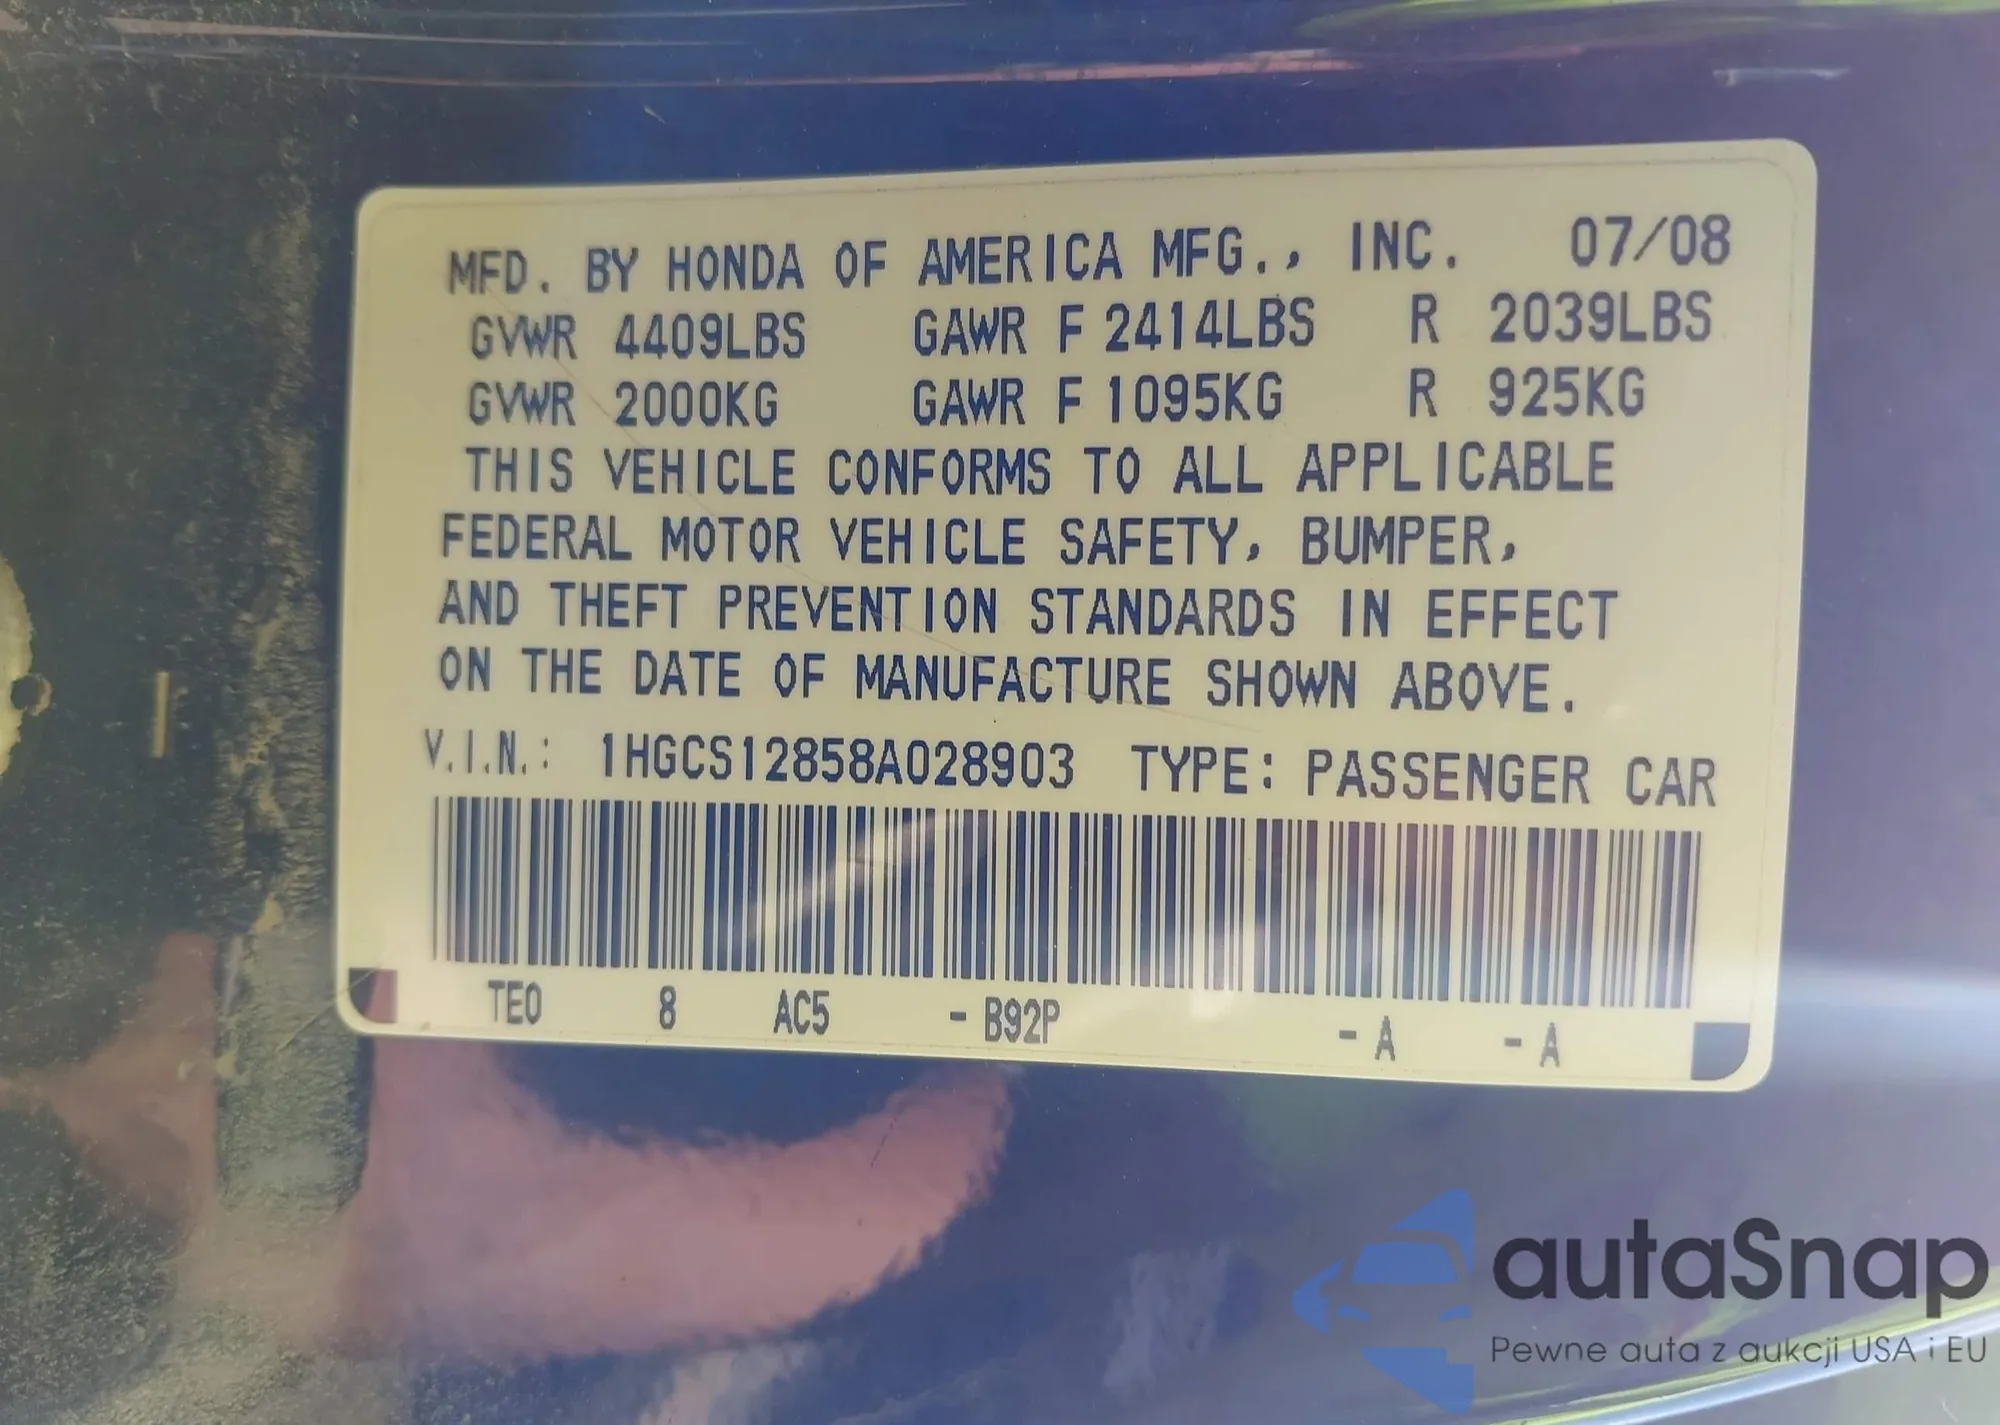 MFD. BY HONDA OF AMERICA MFG., INC. 07/08
GVWR 4409LBS GAWR F 2414LBS R 2039LBS
GVWR 2000KG GAWR F 1095KG R 925KG
THIS VEHICLE CONFORMS TO ALL APPLICABLE
FEDERAL MOTOR VEHICLE SAFETY, BUMPER,
AND THEFT PREVENTION STANDARDS IN EFFECT
ON THE DATE OF MANUFACTURE SHOWN ABOVE.
V.I.N.: 1HGCS12858A028903 TYPE: PASSENGER CAR
TE0 8 AC5 - B92P - A - A
autaSnap
Pewne auta z aukcji USA i EU